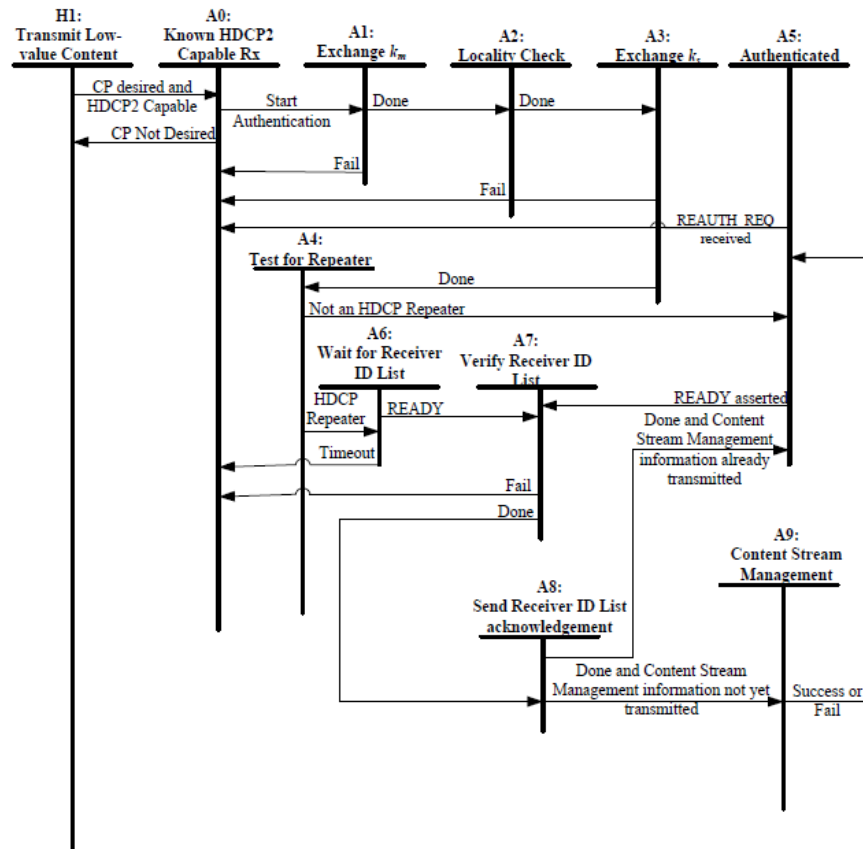 H1:
Transmit Low-
value Content
A0:
Known HDCP2
Capable Rx
A1:
Exchange km
A2:
Locality Check
A3:
Exchange ks
A5:
Authenticated
CP desired and
HDCP2 Capable
Start
Authentication
Done
Done
CP Not Desired
Fail
Fail
REAUTH_REQ
received
A4:
Test for Repeater
Done
Not an HDCP Repeater
A6:
Wait for Receiver
ID List
A7:
Verify Receiver ID
List
HDCP
Repeater
READY
READY asserted
Done and Content
Stream Management
information already
transmitted
Timeout
Fail
Done
A9:
Content Stream
Management
A8:
Send Receiver ID List
acknowledgement
Done and Content Stream
Management information not yet
transmitted
Success or
Fail